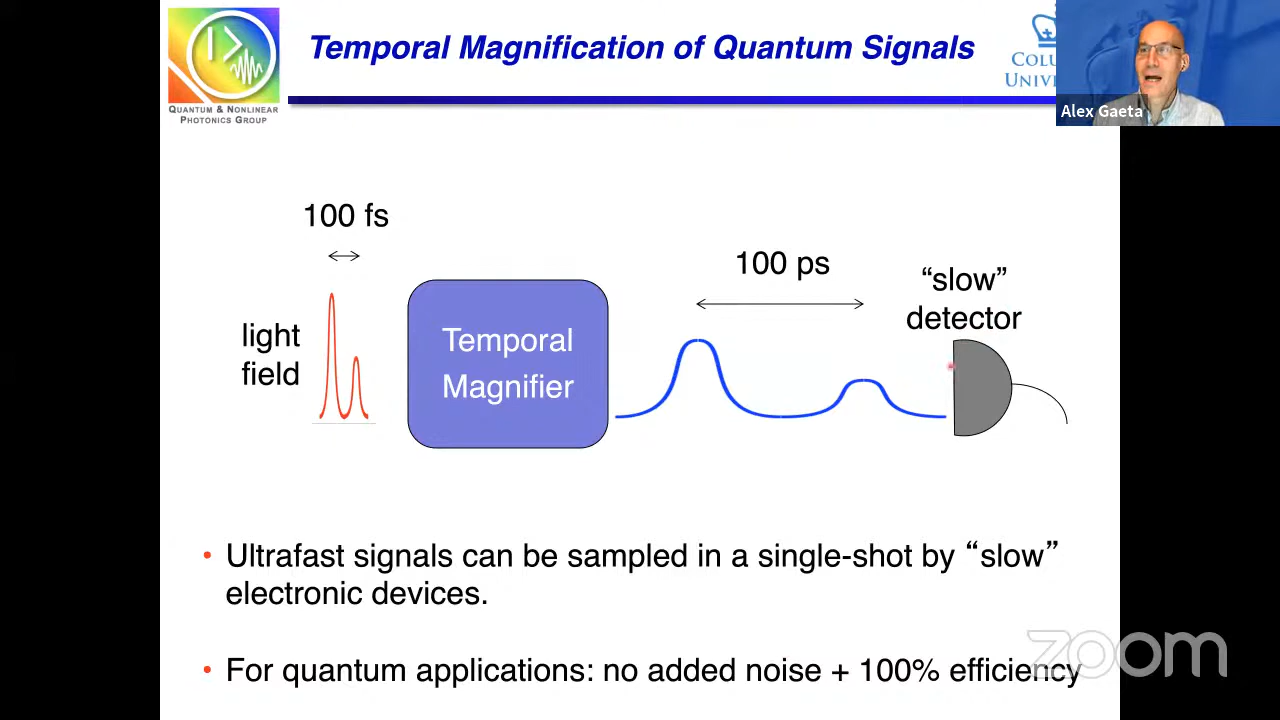 Temporal Magnification of Quantum Signals
QUANTUM & NONLINEAR
PHOTONICS GROUP
Alex Gaeta
100 fs
light
field
Temporal
Magnifier
100 ps
“slow”
detector
• Ultrafast signals can be sampled in a single-shot by “slow”
electronic devices.
• For quantum applications: no added noise + 100% efficiency
zoom